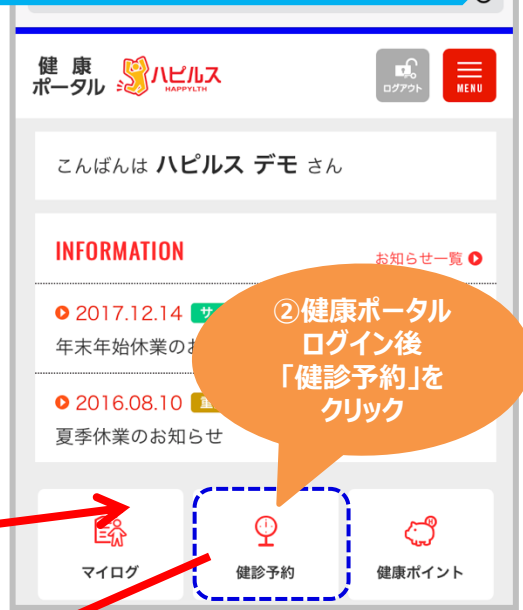 健康
ポータル
ハピルス
HAPPYLTH
ログアウト
MENU
こんばんは ハピルス デモ さん
INFORMATION
お知らせ一覧
2017.12.14
年末年始休業の
2016.08.10
夏季休業のお知らせ
②健康ポータル
ログイン後
「健診予約」を
クリック
マイログ
健診予約
健康ポイント